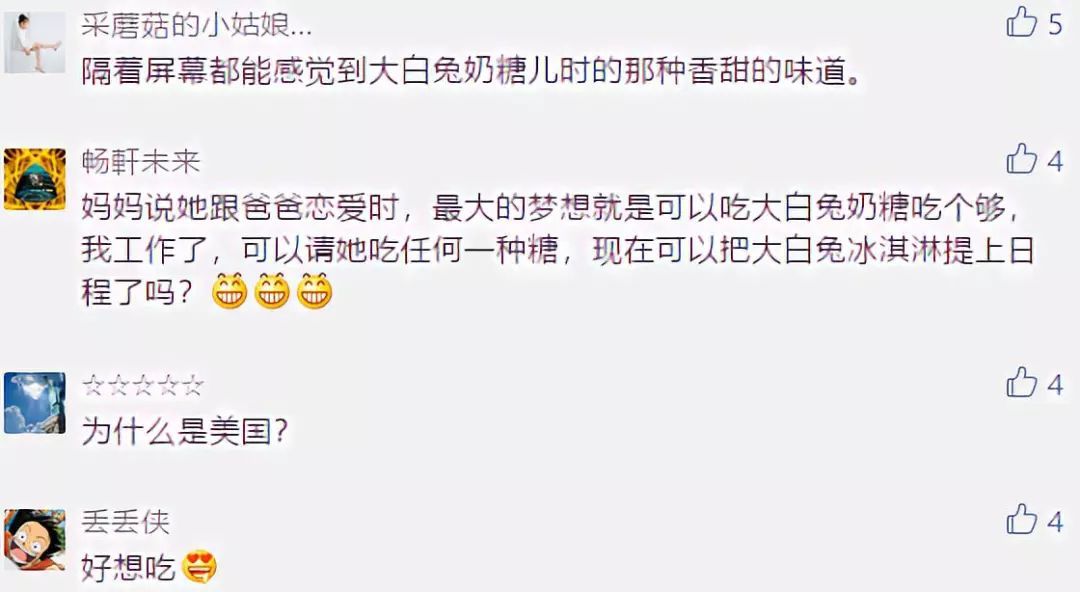 采蘑菇的小姑娘...
5
隔着屏幕都能感觉到大白兔奶糖儿时的那种香甜的味道。
畅軒未来
4
妈妈说她跟爸爸恋爱时，最大的梦想就是可以吃大白兔奶糖吃个够，
我工作了，可以请她吃任何一种糖，现在可以把大白兔冰淇淋提上日
程了吗？😁😁😁
☆☆☆☆☆
4
为什么是美国？
丢丢侠
4
好想吃😍